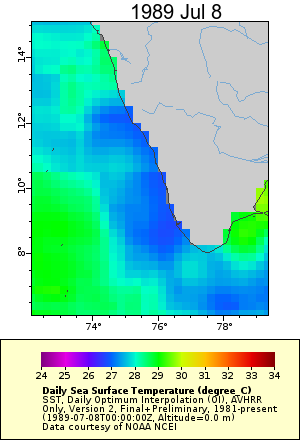 1989 Jul 8
14°
12°
10°
8°
74°
76°
78°
24 25 26 27 28 29 30 31 32 33 34
Daily Sea Surface Temperature (degree_C)
SST, Daily Optimum Interpolation (OI), AVHRR
Only, Version 2, Final+Preliminary, 1981-present
(1989-07-08T00:00:00Z, Altitude=0.0 m)
Data courtesy of NOAA NCEI